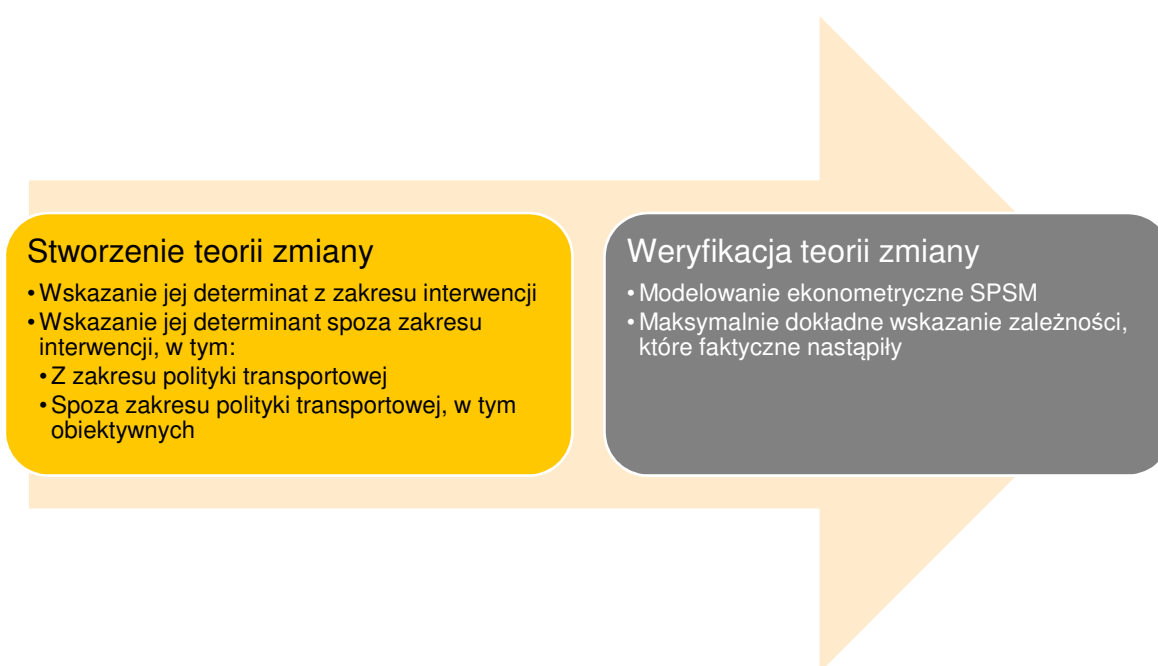 Stworzenie teorii zmiany
• Wskazanie jej determinat z zakresu interwencji
• Wskazanie jej determinant spoza zakresu
interwencji, w tym:
• Z zakresu polityki transportowej
• Spoza zakresu polityki transportowej, w tym
obiektywnych
Weryfikacja teorii zmiany
• Modelowanie ekonometryczne SPSM
• Maksymalnie dokładne wskazanie zależności,
które faktyczne nastąpiły